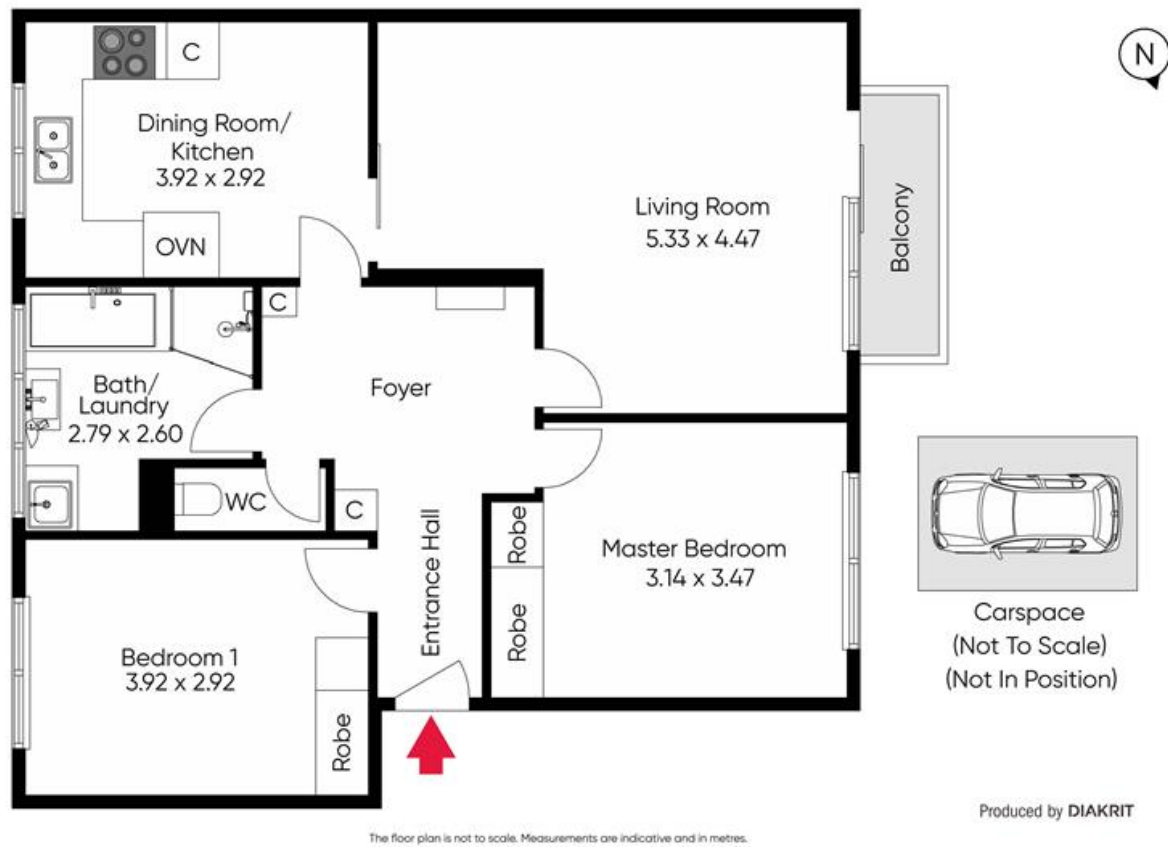 N
C
Dining Room/
Kitchen
3.92 x 2.92
OVN
Living Room
5.33 x 4.47
Balcony
C
Foyer
Bath/
Laundry
2.79 x 2.60
WC
C
Entrance Hall
Robe
Robe
Master Bedroom
3.14 x 3.47
Bedroom 1
3.92 x 2.92
Robe
Carspace
(Not To Scale)
(Not In Position)
Produced by DIAKRIT
The floor plan is not to scale. Measurements are indicative and in metres.